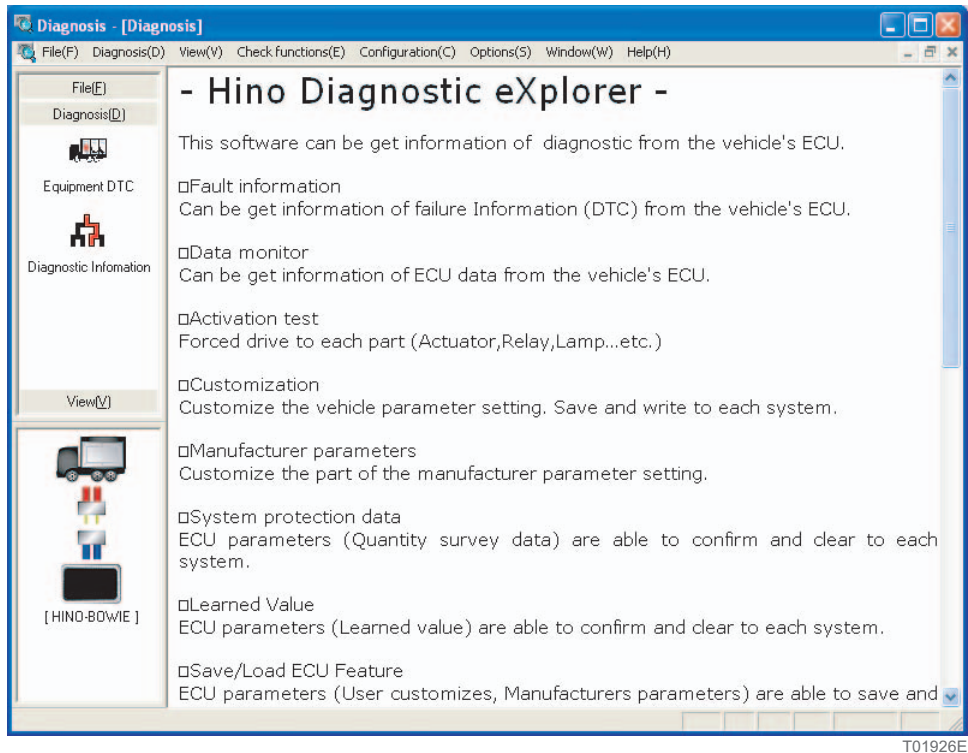 Diagnosis - [Diagnosis]
File(F) Diagnosis(D) View(V) Check functions(E) Configuration(C) Options(S) Window(W) Help(H)
File(F)
Diagnosis(D)
Equipment DTC
Diagnostic Infomation
View(V)
[ HINO-BOWIE ]
- Hino Diagnostic eXplorer -
This software can be get information of diagnostic from the vehicle's ECU.
□Fault information
Can be get information of failure Information (DTC) from the vehicle's ECU.
□Data monitor
Can be get information of ECU data from the vehicle's ECU.
□Activation test
Forced drive to each part (Actuator,Relay,Lamp...etc.)
□Customization
Customize the vehicle parameter setting. Save and write to each system.
□Manufacturer parameters
Customize the part of the manufacturer parameter setting.
□System protection data
ECU parameters (Quantity survey data) are able to confirm and clear to each
system.
□Learned Value
ECU parameters (Learned value) are able to confirm and clear to each system.
□Save/Load ECU Feature
ECU parameters (User customizes, Manufacturers parameters) are able to save and
T01926E